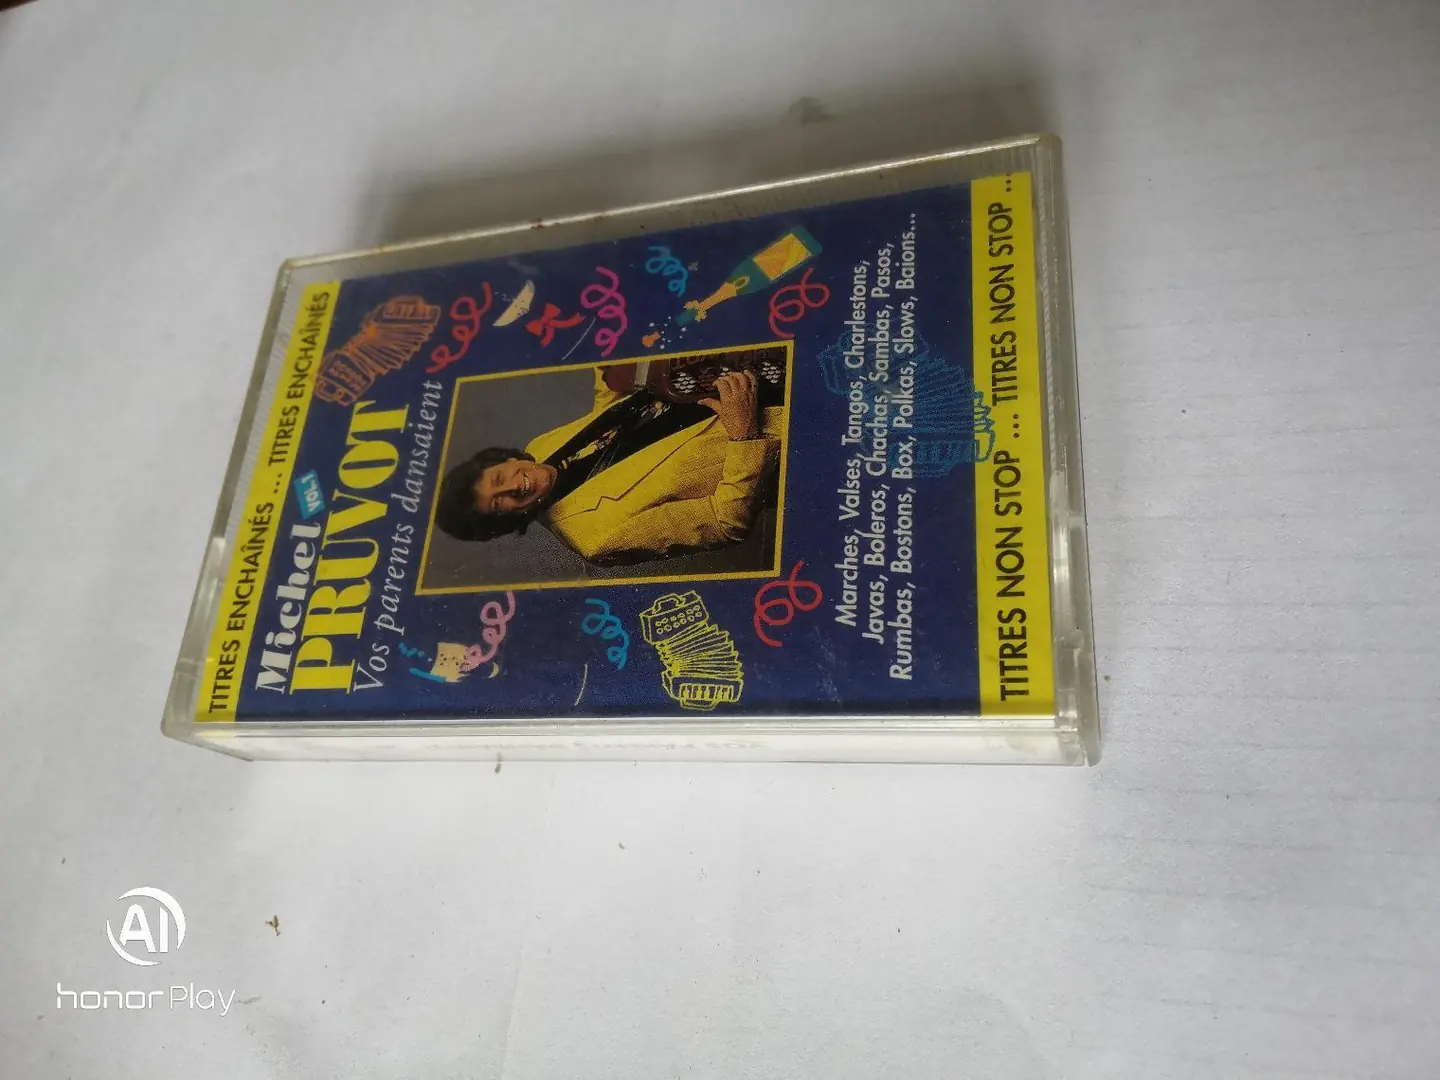 TITRES ENCHAÎNÉS ... TITRES ENCHAÎNÉS
Michel VOL.1
PRUVOT
Vos parents dansaient
Marches, Valses, Tangos, Charlestons,
Javas, Boleros, Chachas, Sambas, Pasos,
Rumbas, Bostons, Box, Polkas, Slows, Baions...
TITRES NON STOP ... TITRES NON STOP ...
AI
honor Play